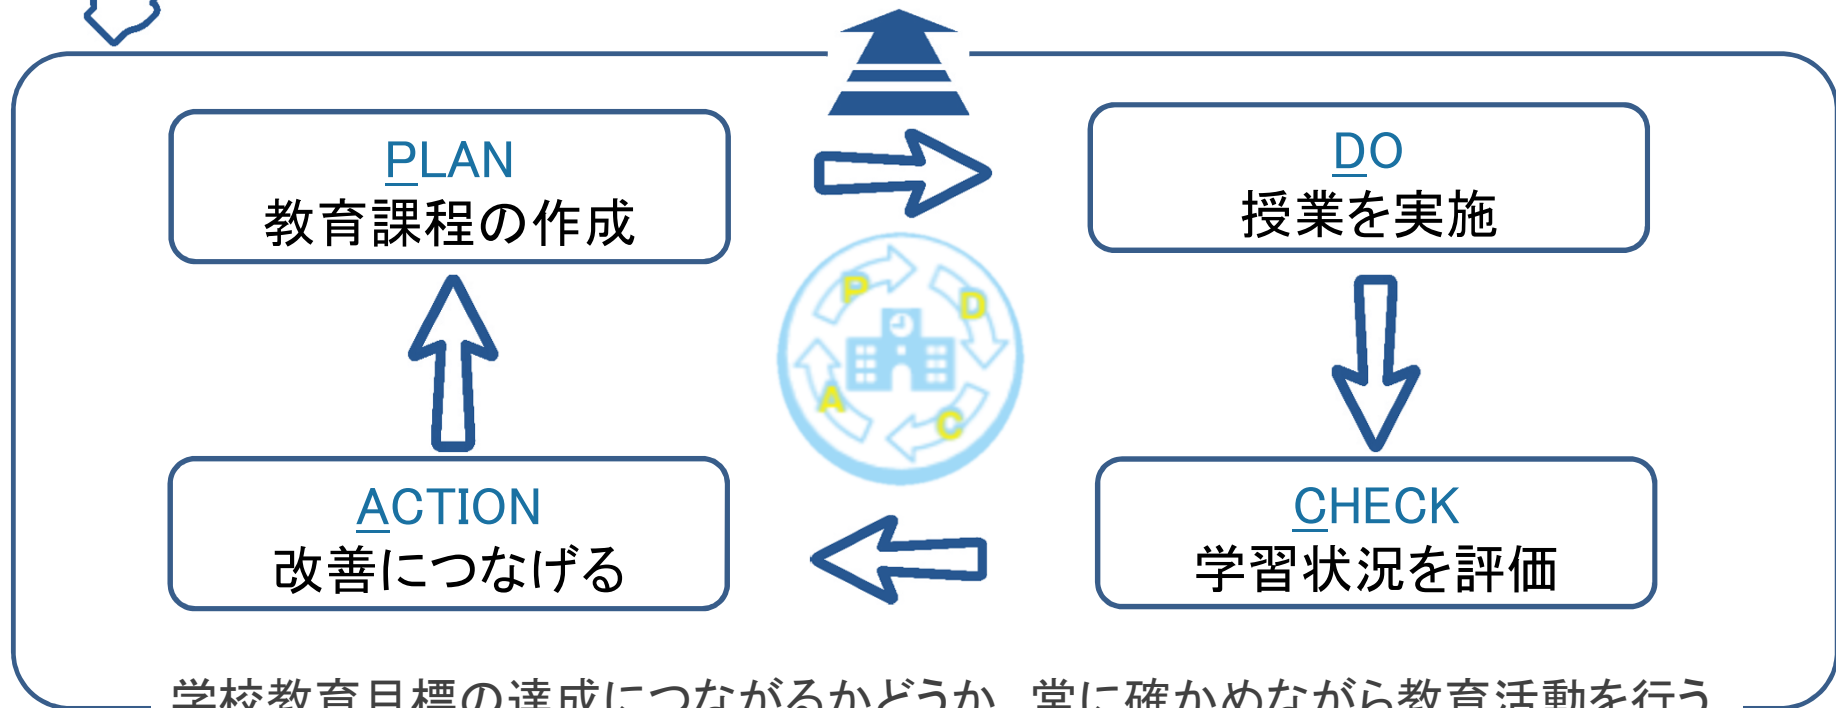 PLAN
教育課程の作成
DO
授業を実施
P
D
A
C
ACTION
改善につなげる
CHECK
学習状況を評価
学校教育目標の達成につながるかどうか 常に確かめながら教育活動を行う